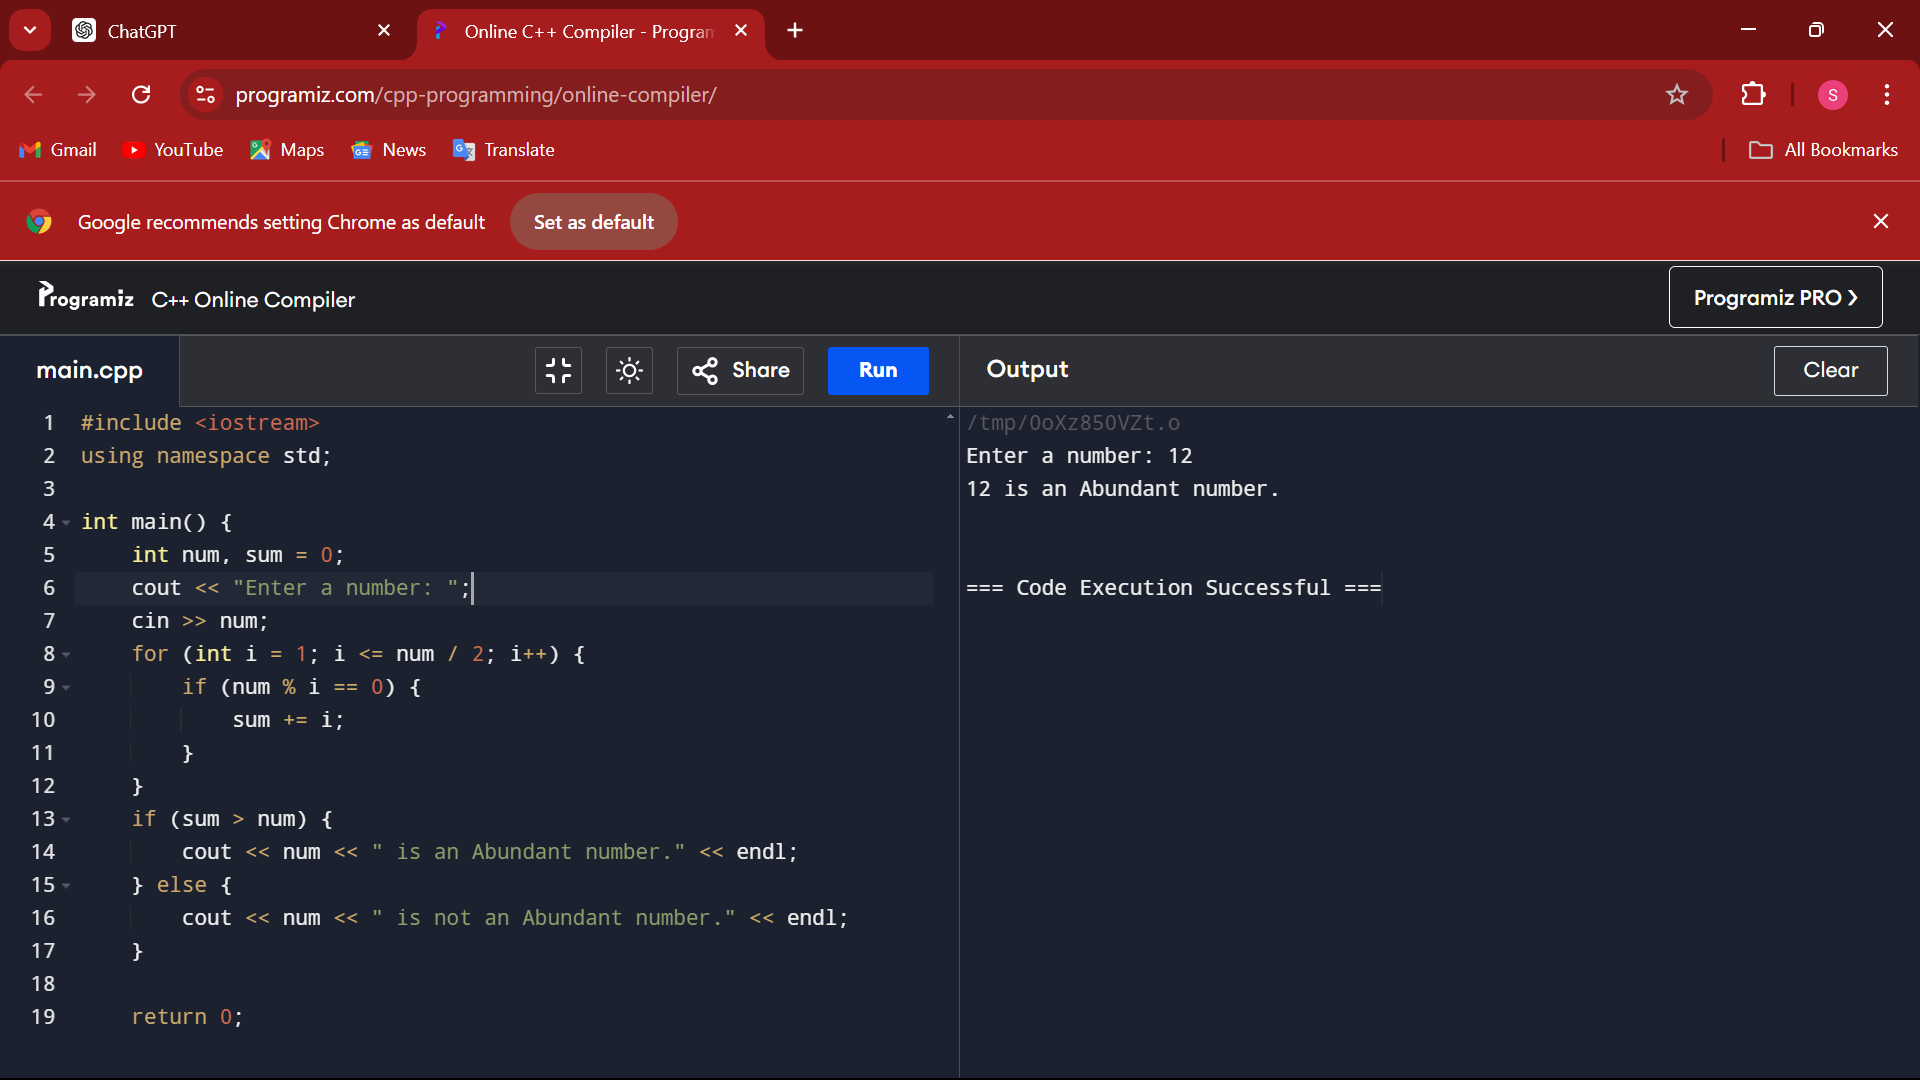 ChatGPT
Online C++ Compiler - Program
programiz.com/cpp-programming/online-compiler/
S
Gmail
YouTube
Maps
News
Translate
All Bookmarks
Google recommends setting Chrome as default
Set as default
Programiz C++ Online Compiler
Programiz PRO ❯
main.cpp
Share
Run
Output
Clear
1 #include <iostream>
2 using namespace std;
3
4 int main() {
5     int num, sum = 0;
6     cout << "Enter a number: ";
7     cin >> num;
8     for (int i = 1; i <= num / 2; i++) {
9         if (num % i == 0) {
10             sum += i;
11         }
12     }
13     if (sum > num) {
14         cout << num << " is an Abundant number." << endl;
15     } else {
16         cout << num << " is not an Abundant number." << endl;
17     }
18
19     return 0;
/tmp/0oXz850VZt.o
Enter a number: 12
12 is an Abundant number.
=== Code Execution Successful ===